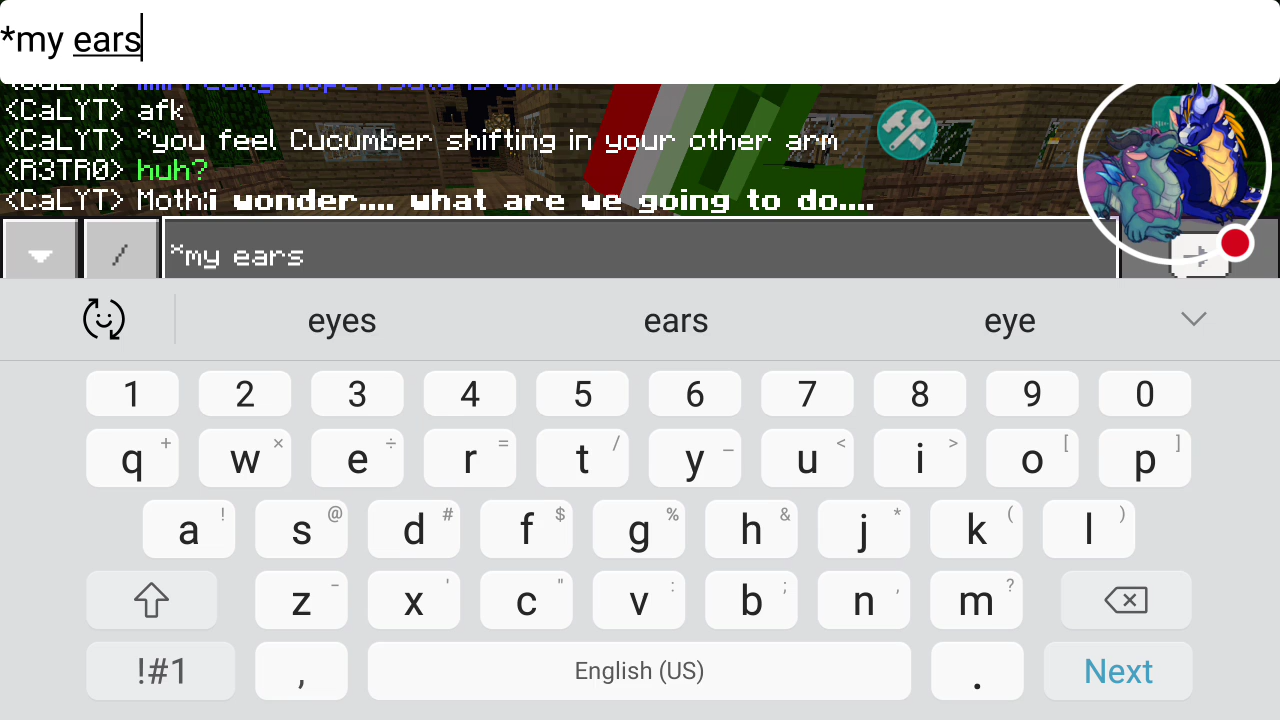 *my ears
<CaLYT> afk
<CaLYT> *you feel Cucumber shifting in your other arm
<R3TR0> huh?
<CaLYT> Moth:i wonder.... what are we going to do....
/ *my ears
eyes ears eye
1 2 3 4 5 6 7 8 9 0
q + w × e ÷ r = t / y _ u < i > o [ p ]
a ! s @ d # f $ g % h & j * k ( l )
z - x ' c " v : b ; n , m ?
!#1 , English (US) . Next